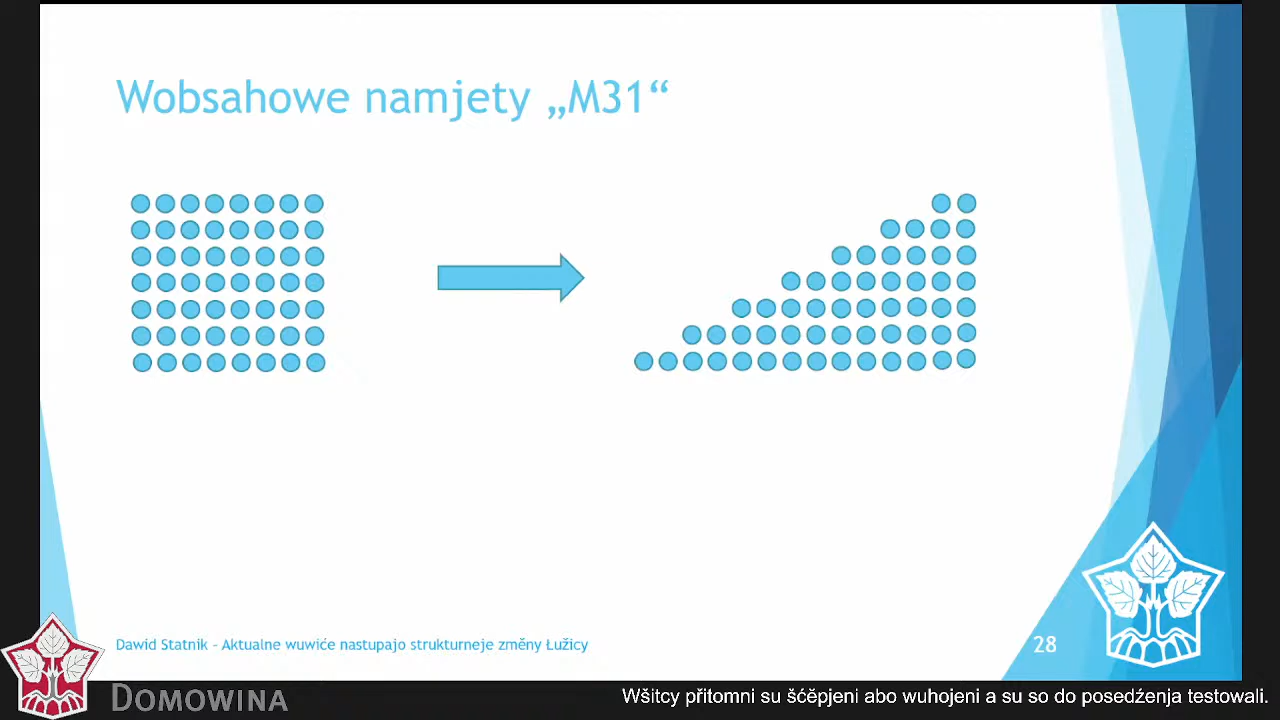 Wobsahowe namjety „M31“
Dawid Statnik – Aktualne wuwiće nastupajo strukturneje změny Łužicy
28
DOMOWINA
Wšitcy přitomni su šćěpjeni abo wuhojeni a su so do posedźenja testowali.